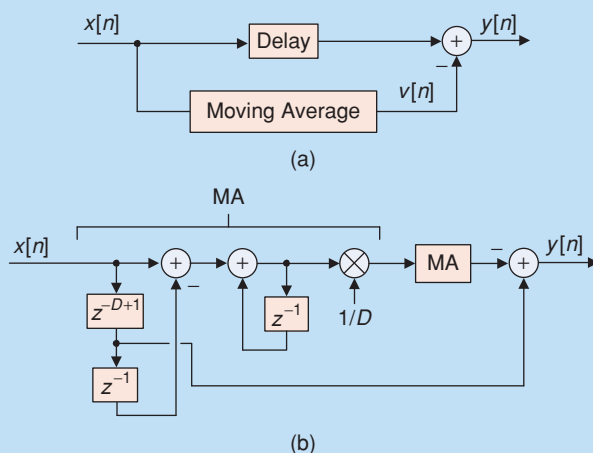 x[n]
Delay
+
y[n]
−
Moving Average
v[n]
(a)
MA
x[n]
+
+
MA
−
+
y[n]
−
z⁻ᴰ⁺¹
z⁻¹
1/D
z⁻¹
(b)